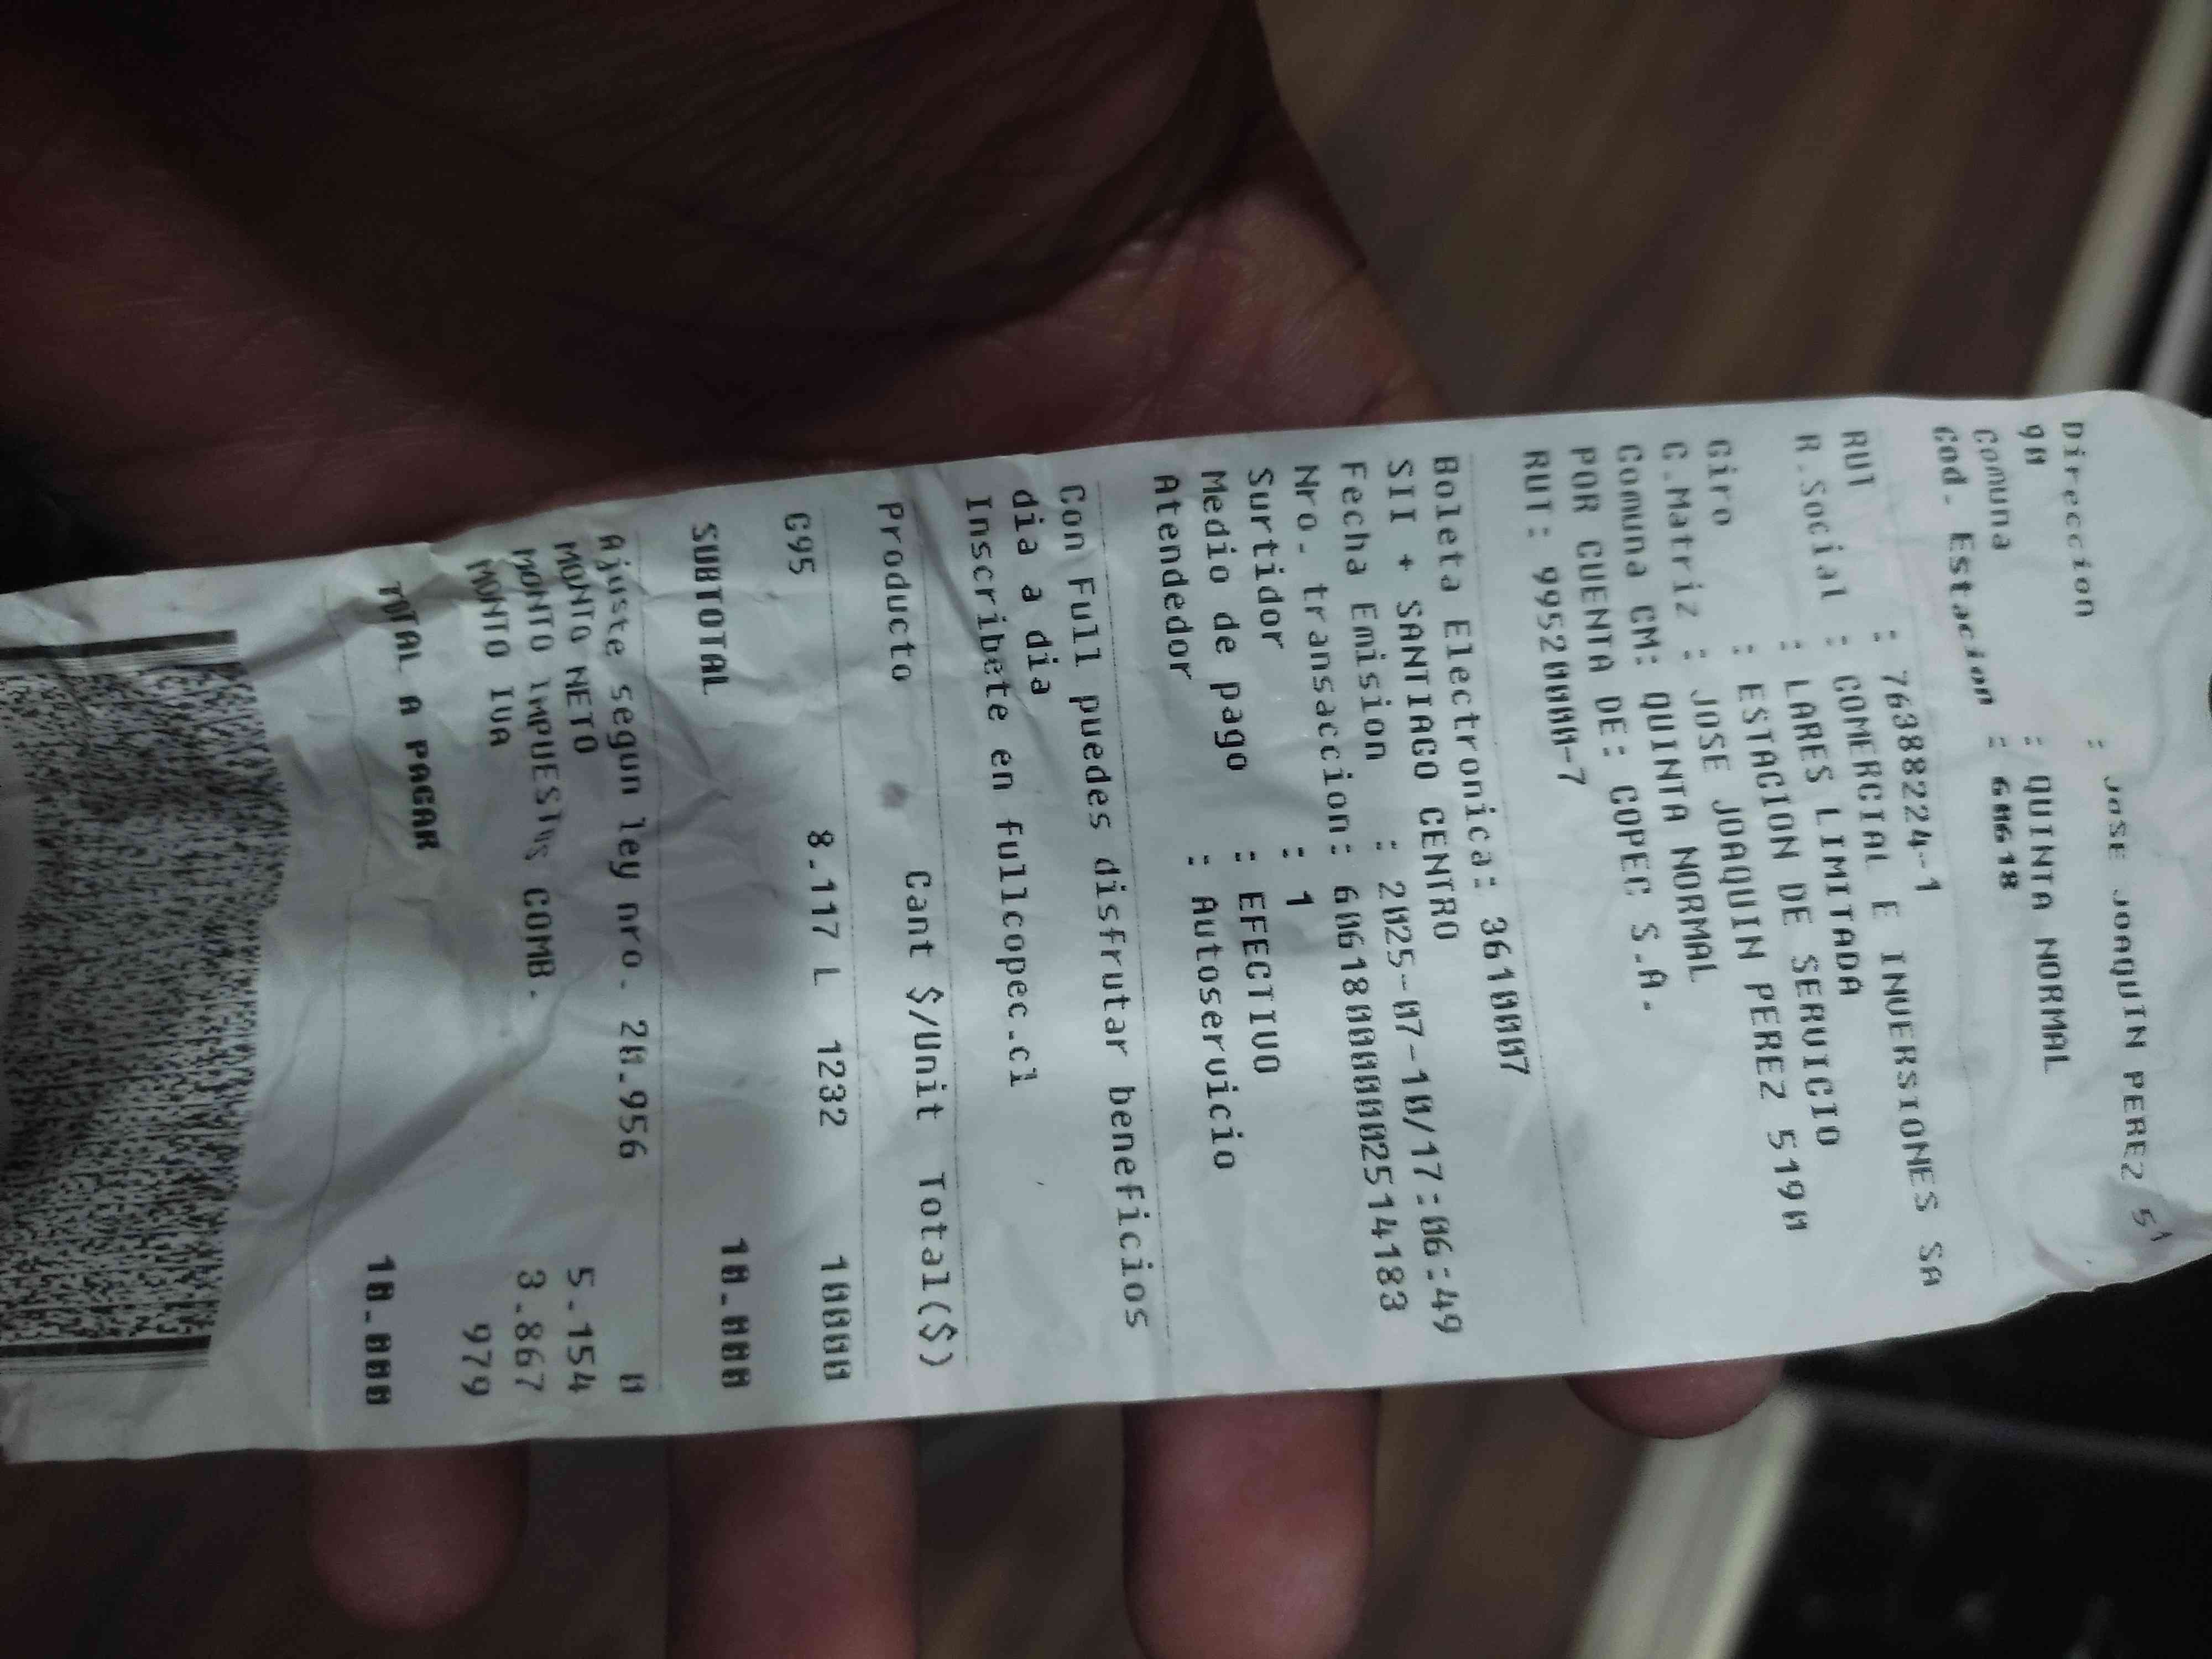 Direccion : JOSE JOAQUIN PEREZ 51
90
Comuna : QUINTA NORMAL
Cod. Estacion : 60618
RUT : 76388224-1
R.Social : COMERCIAL E INVERSIONES SA
: LARES LIMITADA
Giro : ESTACION DE SERVICIO
C.Matriz : JOSE JOAQUIN PEREZ 5190
Comuna CM: QUINTA NORMAL
POR CUENTA DE: COPEC S.A.
RUT: 99520000-7
Boleta Electronica: 3610007
SII + SANTIAGO CENTRO
Fecha Emision : 2025-07-10/17:06:49
Nro. transaccion: 
Surtidor : 1
Medio de pago : EFECTIVO
Atendedor : Autoservicio
Con Full puedes disfrutar beneficios
dia a dia
Inscribete en fullcopec.cl
Producto Cant $/Unit Total($)
G95 8.117 L 1232 10000
SUBTOTAL 10.000
Ajuste segun ley nro. 20.956 0
MONTO NETO 5.154
MONTO IMPUESTOS COMB. 3.867
MONTO IVA 979
TOTAL A PAGAR 10.000